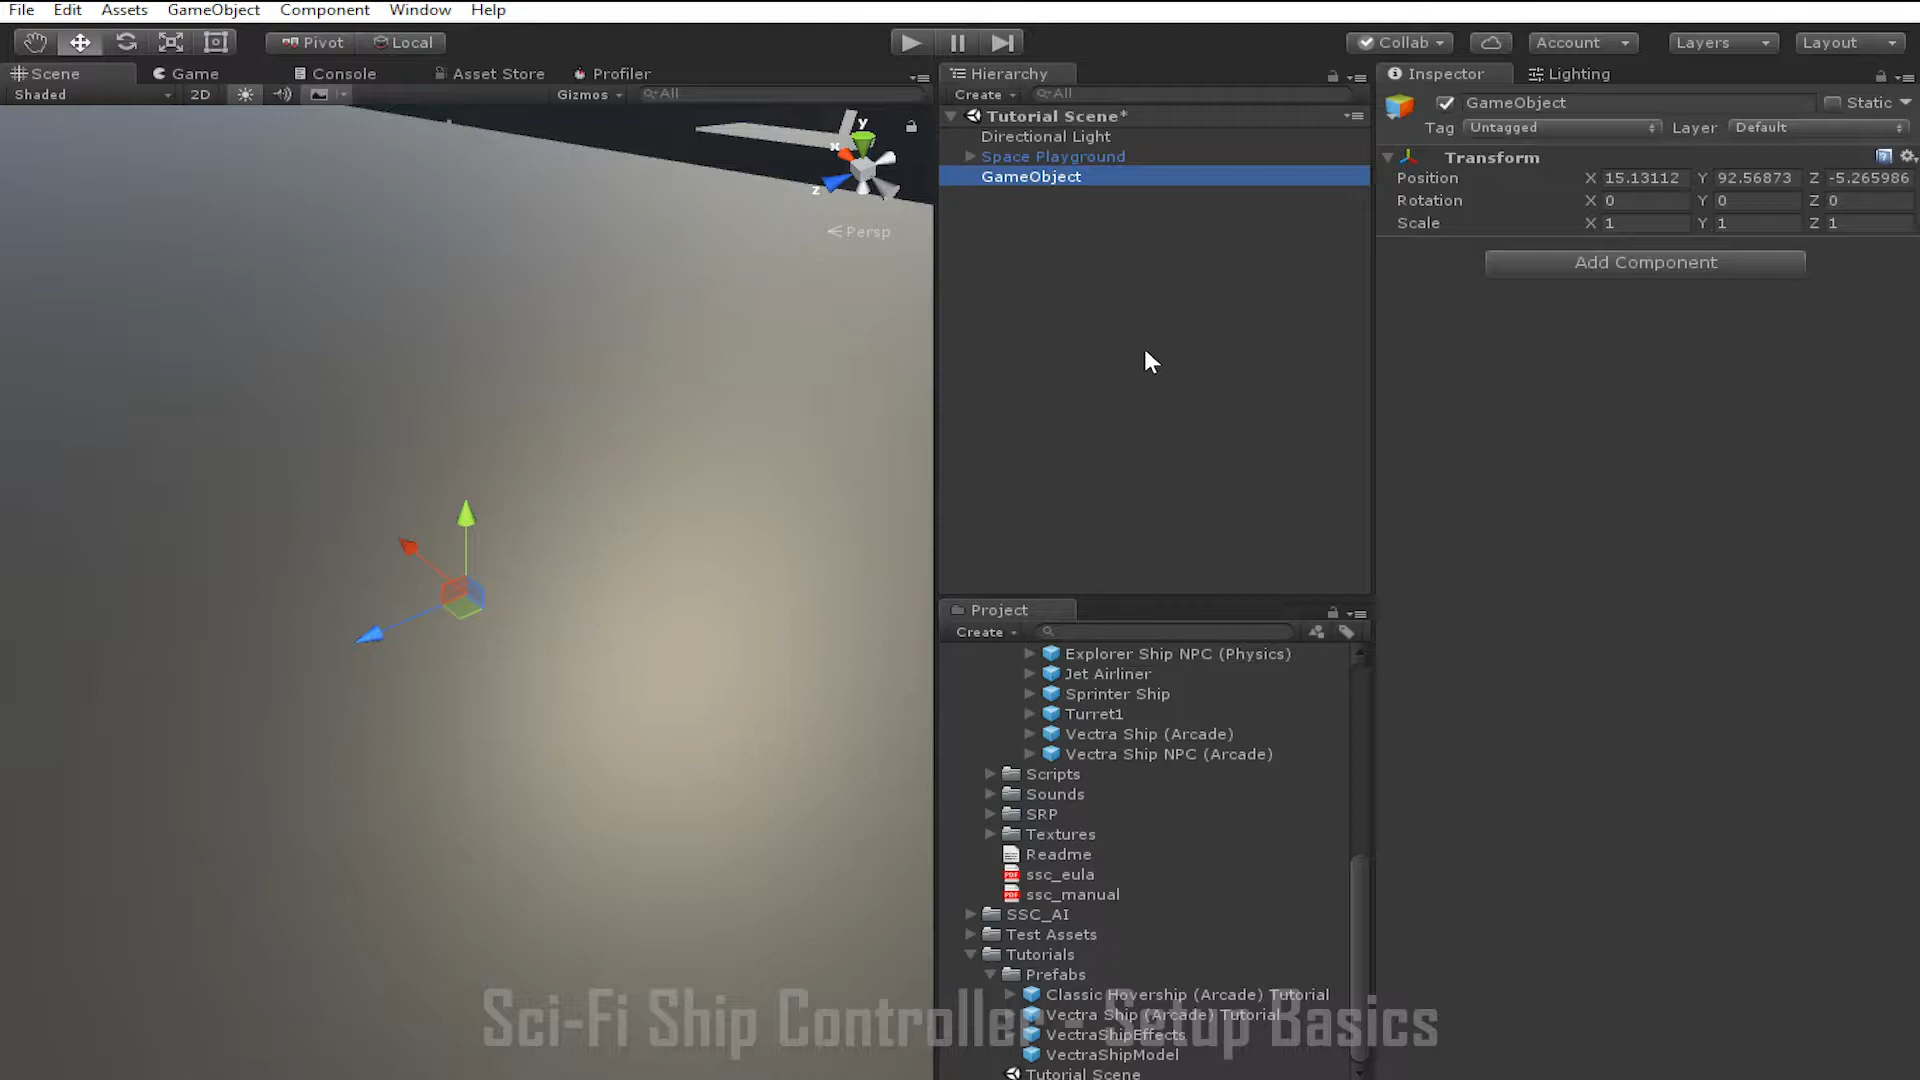 File Edit Assets GameObject Component Window Help
Pivot Local Collab Account Layers Layout
Scene Game Console Asset Store Profiler
Shaded 2D Gizmos All
y
x
z
Persp
Hierarchy
Create All
Tutorial Scene*
Directional Light
Space Playground
GameObject
Project
Create
Explorer Ship NPC (Physics)
Jet Airliner
Sprinter Ship
Turret1
Vectra Ship (Arcade)
Vectra Ship NPC (Arcade)
Scripts
Sounds
SRP
Textures
Readme
PDF ssc_eula
PDF ssc_manual
SSC_AI
Test Assets
Tutorials
Prefabs
Classic Hovership (Arcade) Tutorial
Vectra Ship (Arcade) Tutorial
VectraShipEffects
VectraShipModel
Tutorial Scene
Inspector Lighting
GameObject Static
Tag Untagged Layer Default
Transform
Position X 15.13112 Y 92.56873 Z -5.265986
Rotation X 0 Y 0 Z 0
Scale X 1 Y 1 Z 1
Add Component
Sci-Fi Ship Controller - Setup Basics